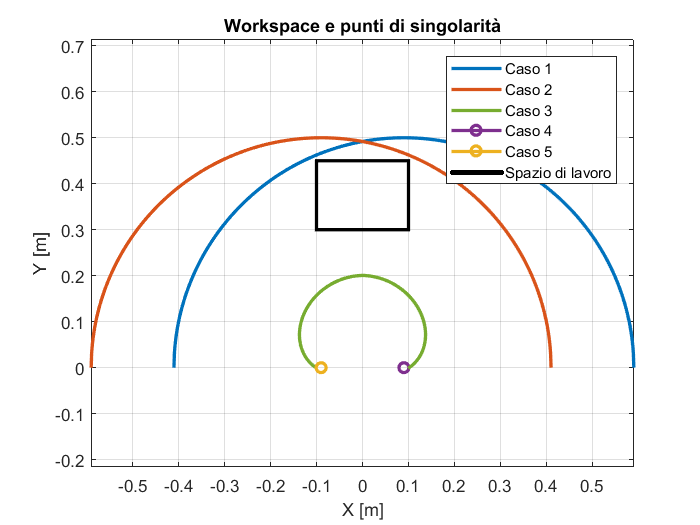 Workspace e punti di singolarità
0.7
0.6
0.5
0.4
0.3
0.2
0.1
0
-0.1
-0.2
Y [m]
Caso 1
Caso 2
Caso 3
Caso 4
Caso 5
Spazio di lavoro
-0.5 -0.4 -0.3 -0.2 -0.1 0 0.1 0.2 0.3 0.4 0.5
X [m]